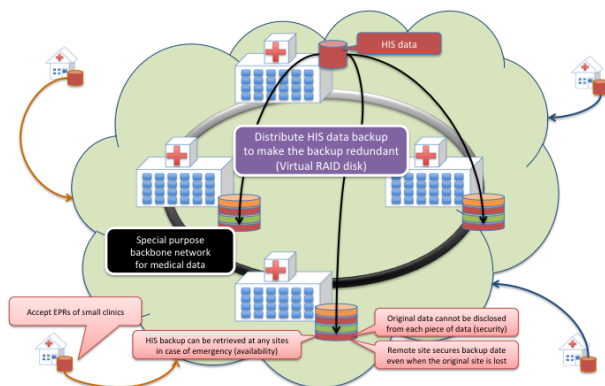 HIS data
Distribute HIS data backup
to make the backup redundant
(Virtual RAID disk)
Special purpose
backbone network
for medical data
Accept EPRs of small clinics
HIS backup can be retrieved at any sites
in case of emergency (availability)
Original data cannot be disclosed
from each piece of data (security)
Remote site secures backup date
even when the original site is lost